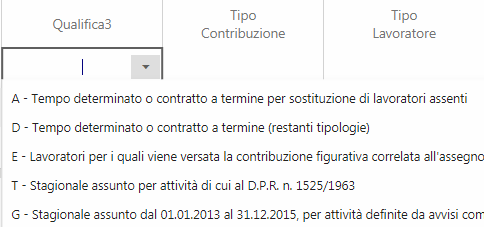 Qualifica3
Tipo
Contribuzione
Tipo
Lavoratore
A - Tempo determinato o contratto a termine per sostituzione di lavoratori assenti
D - Tempo determinato o contratto a termine (restanti tipologie)
E - Lavoratori per i quali viene versata la contribuzione figurativa correlata all'assegno
T - Stagionale assunto per attività di cui al D.P.R. n. 1525/1963
G - Stagionale assunto dal 01.01.2013 al 31.12.2015, per attività definite da avvisi com